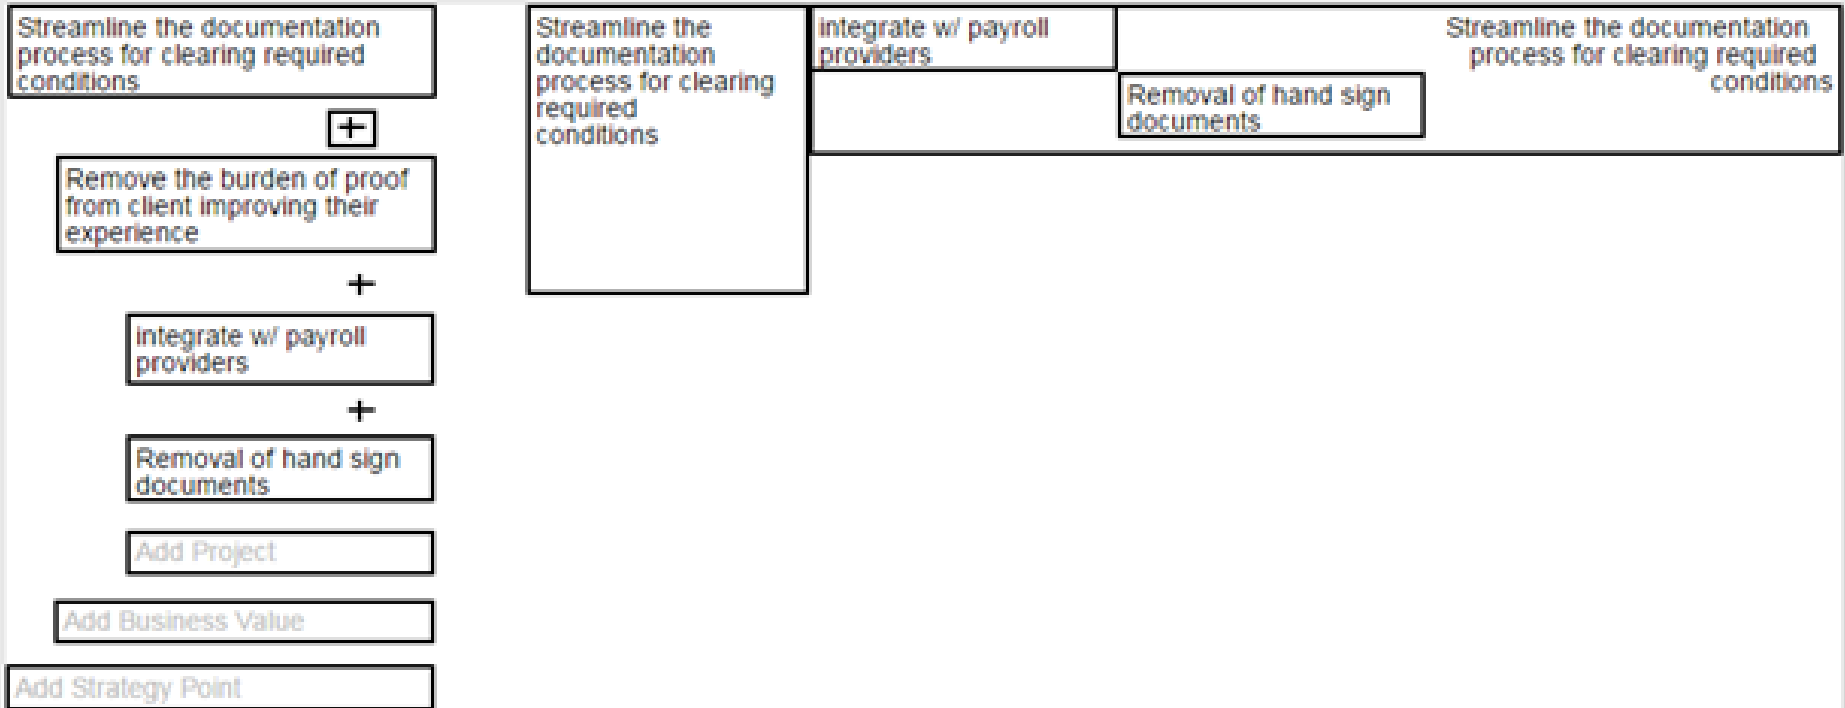 Streamline the documentation
process for clearing required
conditions
+
Remove the burden of proof
from client improving their
experience
+
integrate w/ payroll
providers
+
Removal of hand sign
documents
Add Project
Add Business Value
Add Strategy Point
Streamline the
documentation
process for clearing
required
conditions
integrate w/ payroll
providers
Removal of hand sign
documents
Streamline the documentation
process for clearing required
conditions